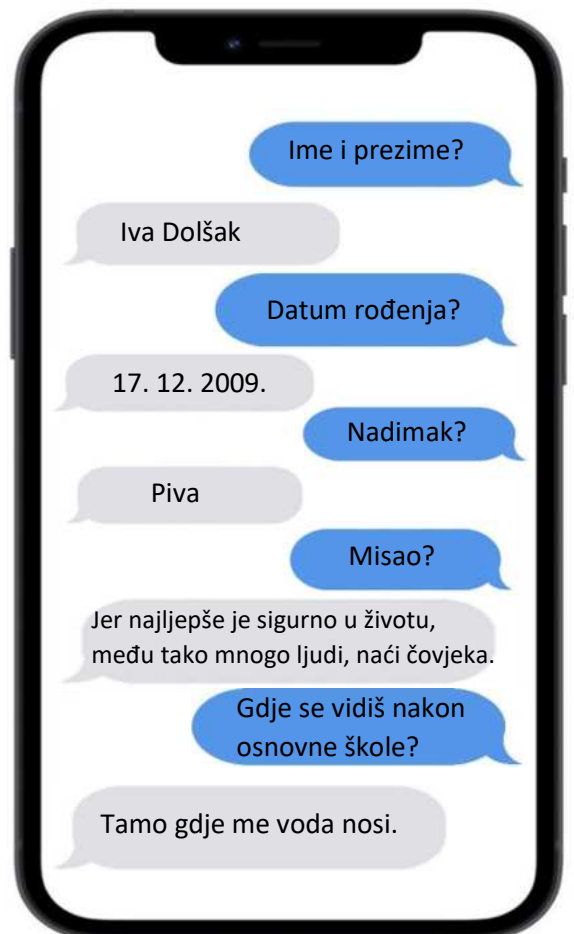 Ime i prezime?
Iva Dolšak
Datum rođenja?
17. 12. 2009.
Nadimak?
Piva
Misao?
Jer najljepše je sigurno u životu,
među tako mnogo ljudi, naći čovjeka.
Gdje se vidiš nakon
osnovne škole?
Tamo gdje me voda nosi.